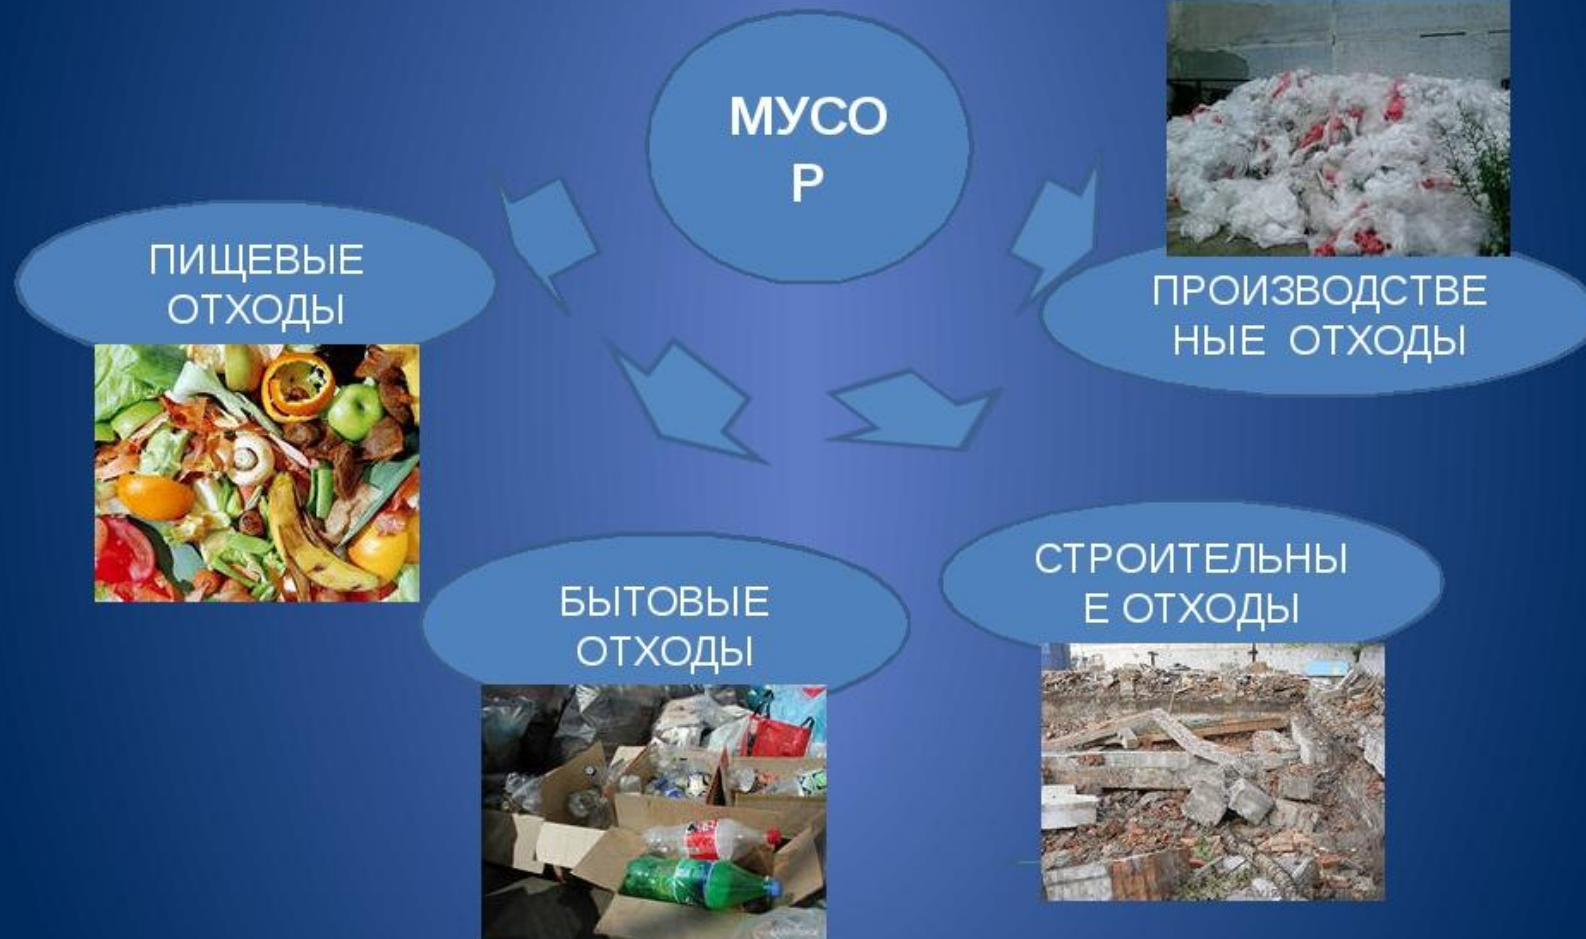 МУСО
Р
ПИЩЕВЫЕ
ОТХОДЫ
ПРОИЗВОДСТВЕ
НЫЕ ОТХОДЫ
СТРОИТЕЛЬНЫ
Е ОТХОДЫ
БЫТОВЫЕ
ОТХОДЫ